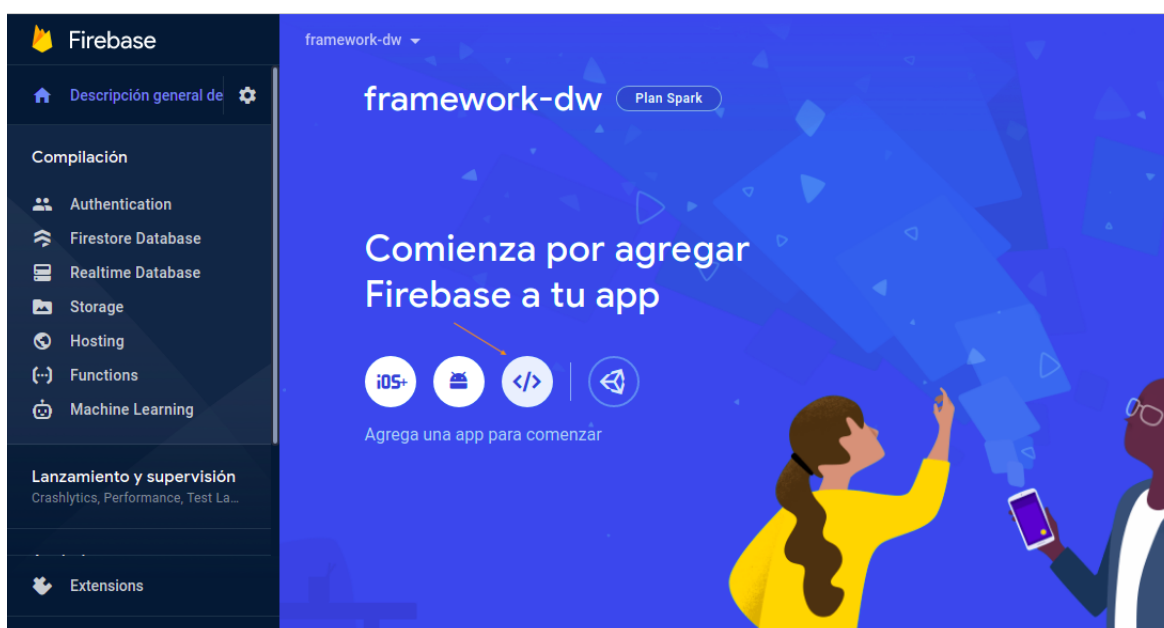 Firebase
framework-dw
Descripción general de
framework-dw
Plan Spark
Compilación
Authentication
Firestore Database
Realtime Database
Storage
Hosting
Functions
Machine Learning
Lanzamiento y supervisión
Crashlytics, Performance, Test La...
Extensions
Comienza por agregar
Firebase a tu app
iOS+
</>
Agrega una app para comenzar